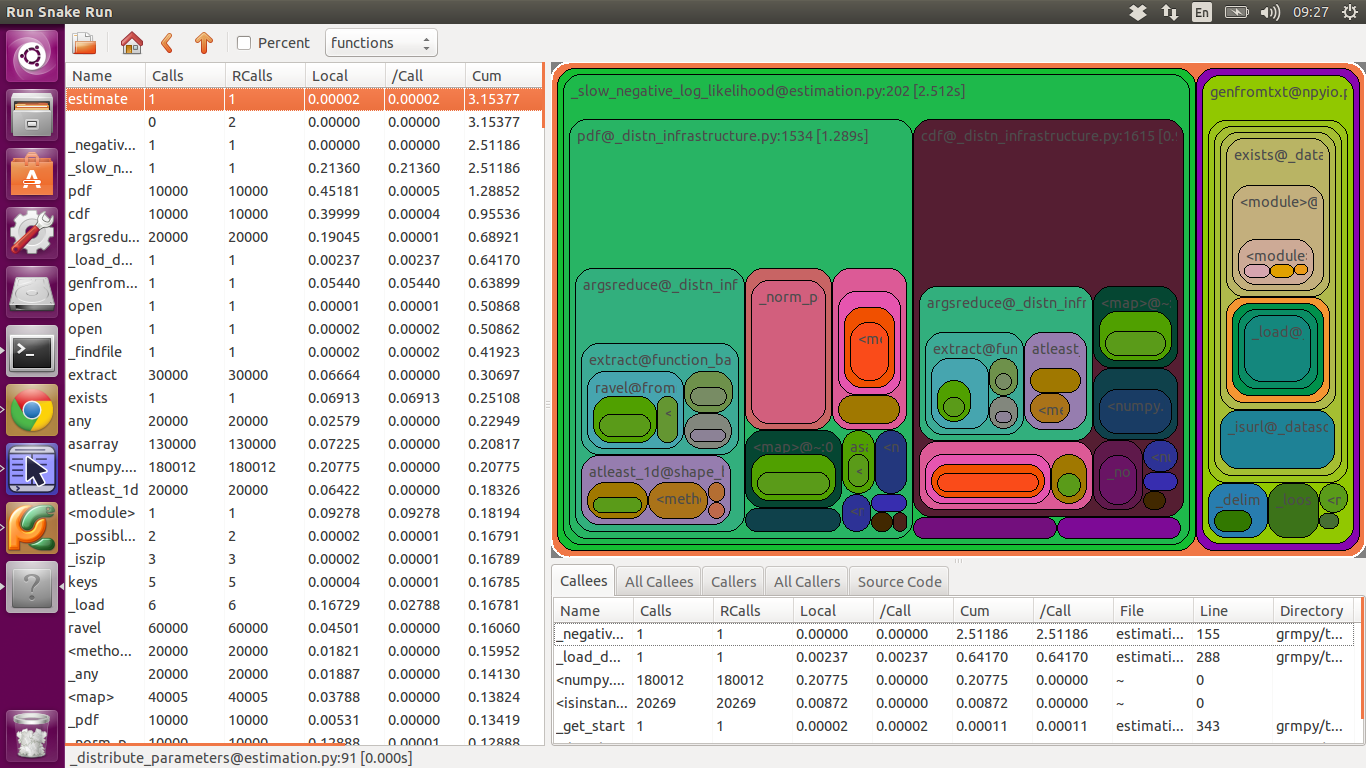 Run Snake Run
En
09:27
Percent
functions
Name Calls RCalls Local /Call Cum
estimate 1 1 0.00002 0.00002 3.15377
0 2 0.00000 0.00000 3.15377
_negativ... 1 1 0.00000 0.00000 2.51186
_slow_n... 1 1 0.21360 0.21360 2.51186
pdf 10000 10000 0.45181 0.00005 1.28852
cdf 10000 10000 0.39999 0.00004 0.95536
argsredu... 20000 20000 0.19045 0.00001 0.68921
_load_d... 1 1 0.00237 0.00237 0.64170
genfrom... 1 1 0.05440 0.05440 0.63899
open 1 1 0.00001 0.00001 0.50868
open 1 1 0.00002 0.00002 0.50862
_findfile 1 1 0.00002 0.00002 0.41923
extract 30000 30000 0.06664 0.00000 0.30697
exists 1 1 0.06913 0.06913 0.25108
any 20000 20000 0.02579 0.00000 0.22949
asarray 130000 130000 0.07225 0.00000 0.20817
<numpy.... 180012 180012 0.20775 0.00000 0.20775
atleast_1d 20000 20000 0.06422 0.00000 0.18326
<module> 1 1 0.09278 0.09278 0.18194
_possibl... 2 2 0.00002 0.00001 0.16791
_iszip 3 3 0.00002 0.00001 0.16789
keys 5 5 0.00004 0.00001 0.16785
_load 6 6 0.16729 0.02788 0.16781
ravel 60000 60000 0.04501 0.00000 0.16060
<metho... 20000 20000 0.01821 0.00000 0.15952
_any 20000 20000 0.01887 0.00000 0.14130
<map> 40005 40005 0.03788 0.00000 0.13824
_pdf 10000 10000 0.00531 0.00000 0.13419
_norm_p 10000 10000 0.12888 0.00001 0.12888
_slow_negative_log_likelihood@estimation.py:202 [2.512s]
pdf@_distn_infrastructure.py:1534 [1.289s]
cdf@_distn_infrastructure.py:1615 [0.
genfromtxt@npyio.p
exists@_data
<module>@
<module:
argsreduce@_distn_inf
_norm_p
<m
argsreduce@_distn_infr
<map>@~:
extract@function_ba
ravel@from
<
extract@fun
atleast_
<me
<numpy.
_load@
_isurl@_datasc
atleast_1d@shape_l
<metho
<map>@~:0
asa
<
<n
<r
_no
<nu
_delim
_loos
<r
Callees All Callees Callers All Callers Source Code
Name Calls RCalls Local /Call Cum /Call File Line Directory
_negativ... 1 1 0.00000 0.00000 2.51186 2.51186 estimati... 155 grmpy/t...
_load_d... 1 1 0.00237 0.00237 0.64170 0.64170 estimati... 288 grmpy/t...
<numpy.... 180012 180012 0.20775 0.00000 0.20775 0.00000 ~ 0
<isinstan... 20269 20269 0.00872 0.00000 0.00872 0.00000 ~ 0
_get_start 1 1 0.00002 0.00002 0.00011 0.00011 estimati... 343 grmpy/t...
_distribute_parameters@estimation.py:91 [0.000s]